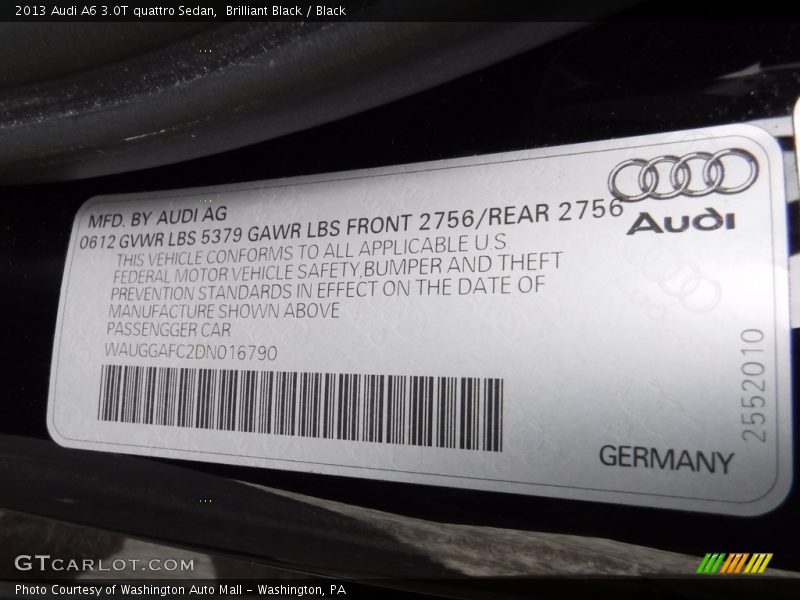 2013 Audi A6 3.0T quattro Sedan,  Brilliant Black / Black
MFD. BY AUDI AG
0612 GVWR LBS 5379 GAWR LBS FRONT 2756/REAR 2756
THIS VEHICLE CONFORMS TO ALL APPLICABLE U.S
FEDERAL MOTOR VEHICLE SAFETY,BUMPER AND THEFT
PREVENTION STANDARDS IN EFFECT ON THE DATE OF
MANUFACTURE SHOWN ABOVE
PASSENGGER CAR
WAUGGAFC2DN016790
Audi
2552010
GERMANY
GTCARLOT.COM
Photo Courtesy of Washington Auto Mall - Washington, PA